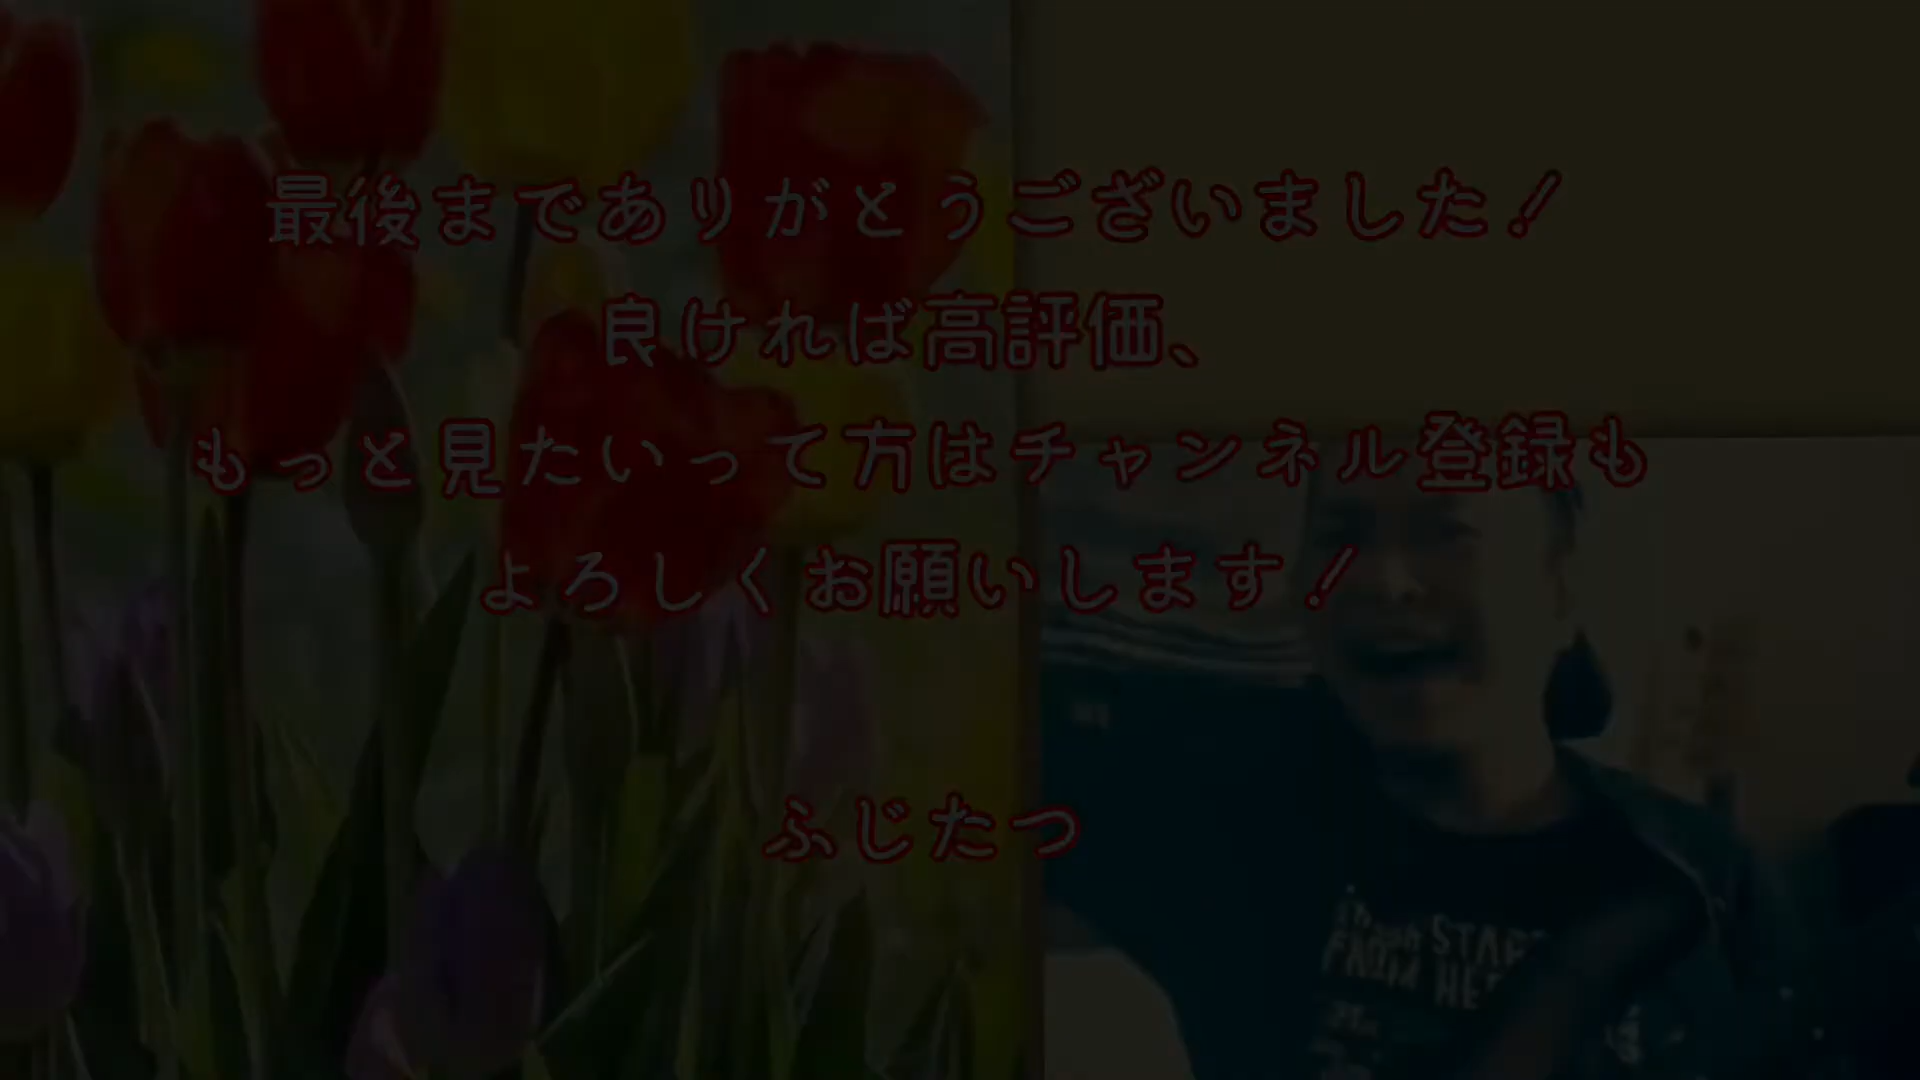 最後までありがとうございました！
良ければ高評価、
もっと見たいって方はチャンネル登録も
よろしくお願いします！
ふじたつ
START